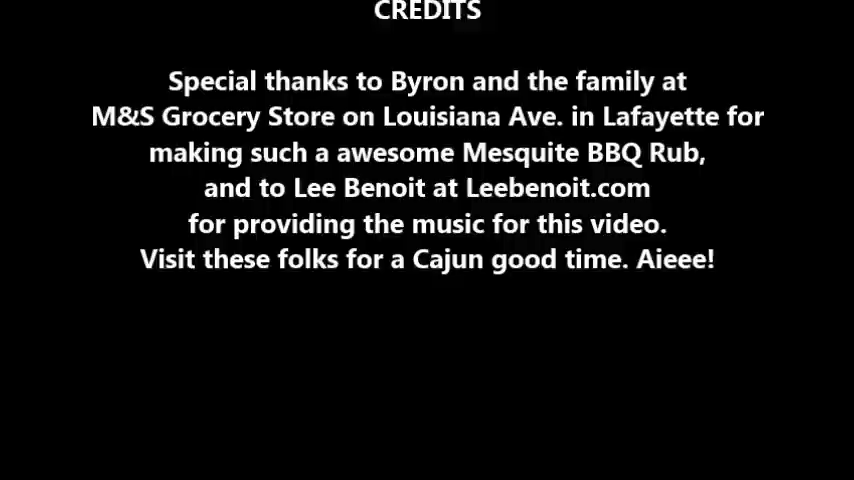 CREDITS
Special thanks to Byron and the family at
M&S Grocery Store on Louisiana Ave. in Lafayette for
making such a awesome Mesquite BBQ Rub,
and to Lee Benoit at Leebenoit.com
for providing the music for this video.
Visit these folks for a Cajun good time. Aieee!